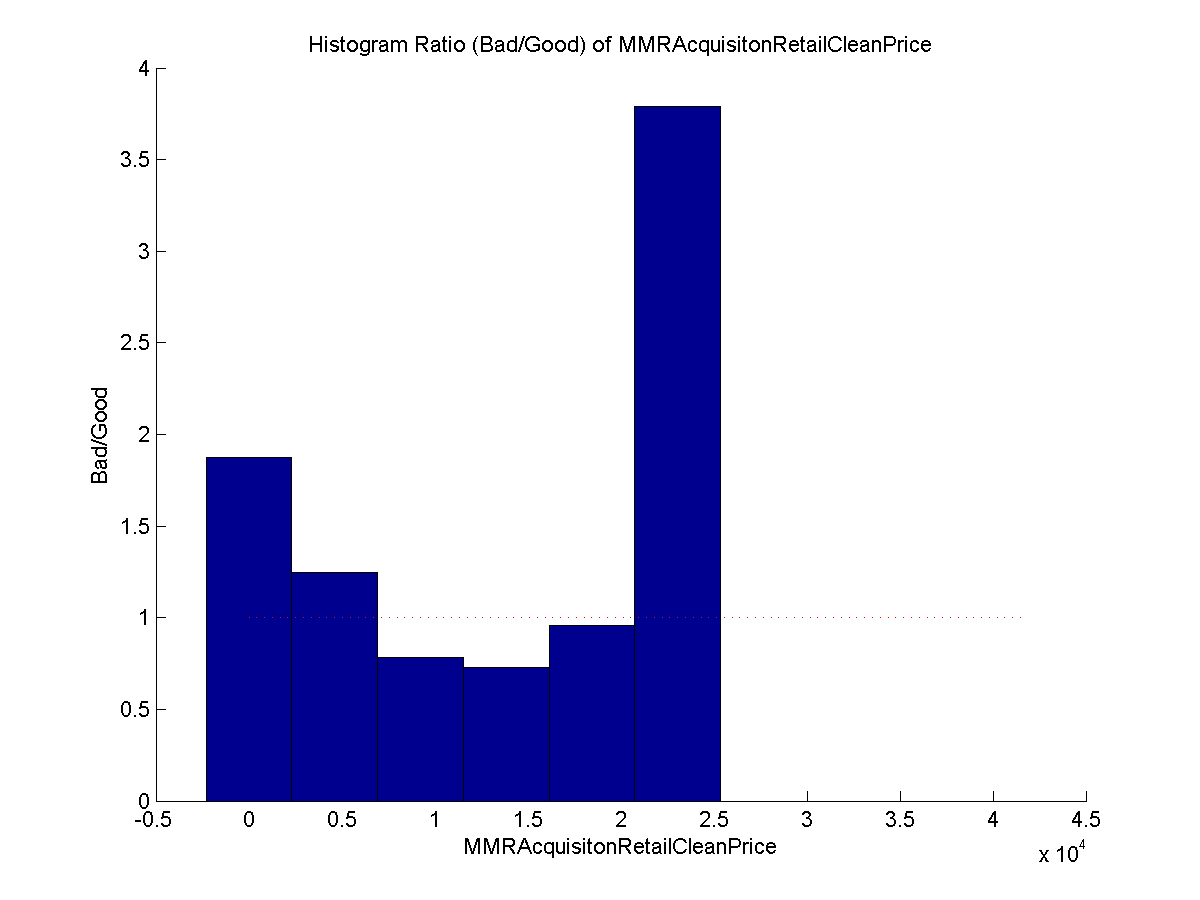 Histogram Ratio (Bad/Good) of MMRAcquisitonRetailCleanPrice
4
3.5
3
2.5
2
1.5
1
0.5
0
Bad/Good
-0.5 0 0.5 1 1.5 2 2.5 3 3.5 4 4.5
MMRAcquisitonRetailCleanPrice
x 10⁴